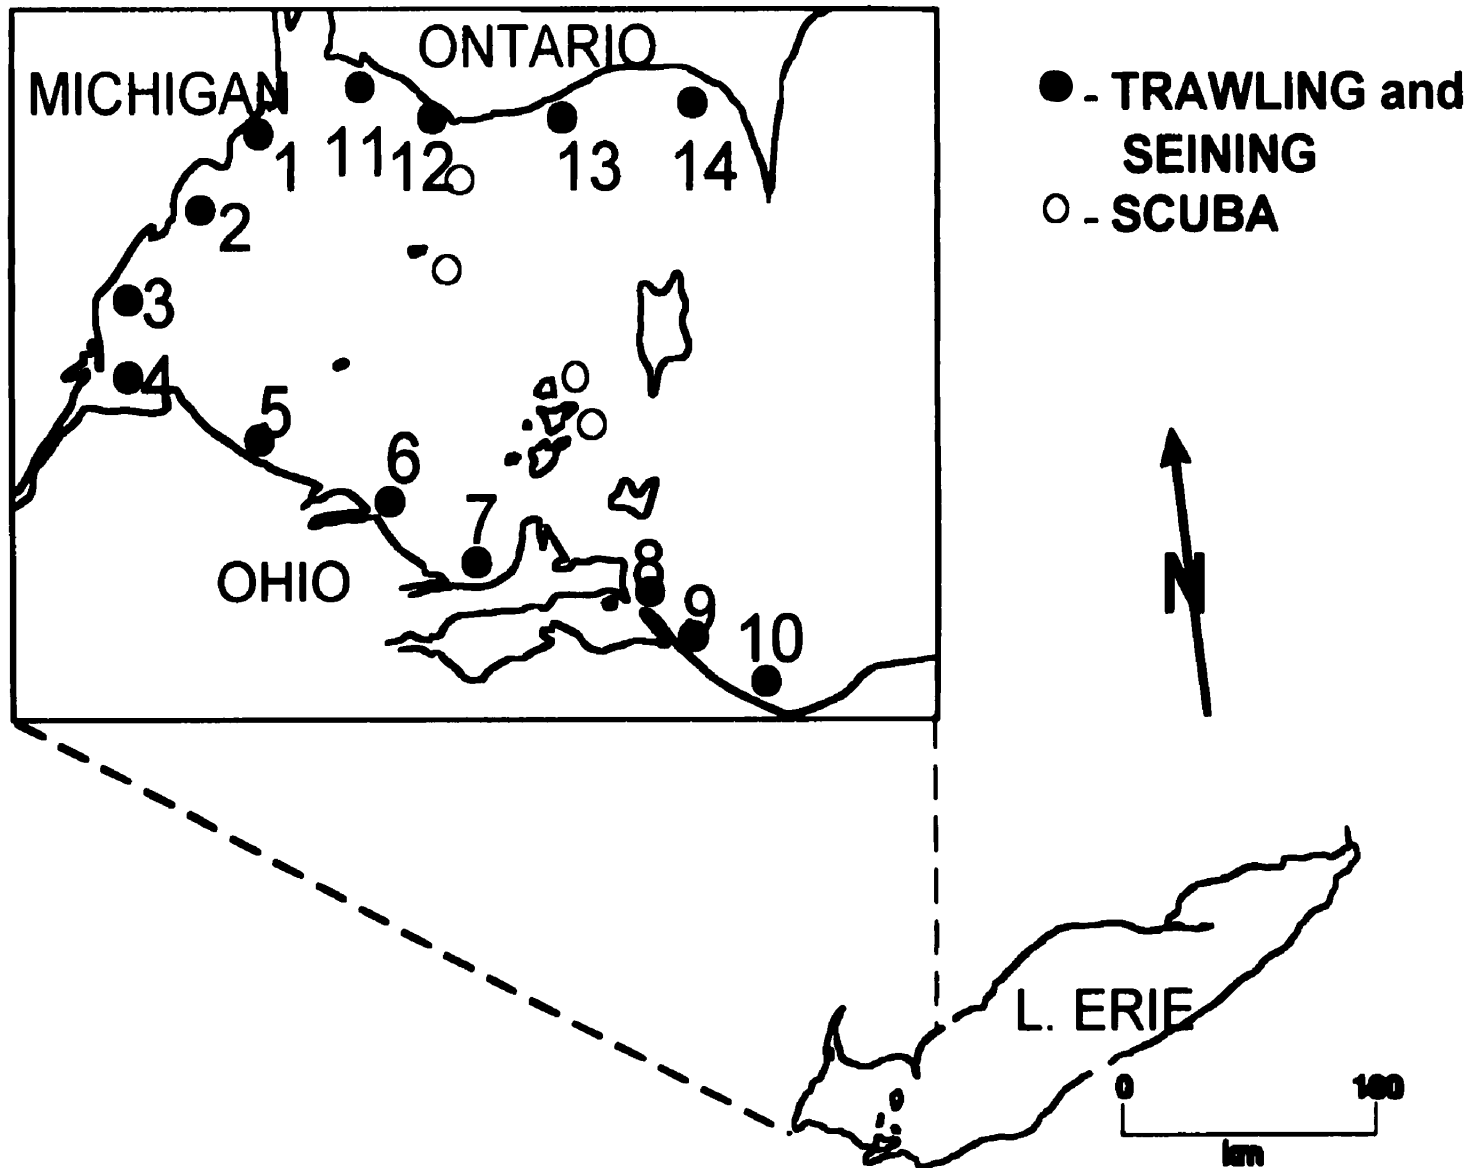 ONTARIO
MICHIGAN
1
11
12
13
14
2
3
4
5
6
7
8
9
10
OHIO
- TRAWLING and
SEINING
- SCUBA
N
L. ERIE
0
100
km